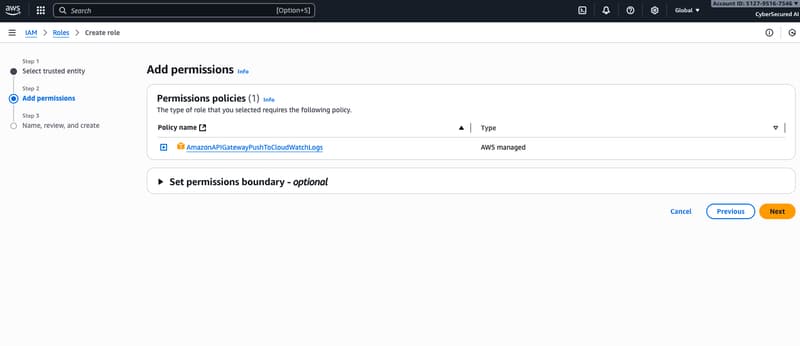 aws
Search
[Option+S]
Global
Account ID: 5127-9516-7546
CyberSecured AI
IAM
Roles
Create role
Step 1
Select trusted entity
Step 2
Add permissions
Step 3
Name, review, and create
Add permissions Info
Permissions policies (1) Info
The type of role that you selected requires the following policy.
Policy name
Type
AmazonAPIGatewayPushToCloudWatchLogs
AWS managed
Set permissions boundary - optional
Cancel
Previous
Next